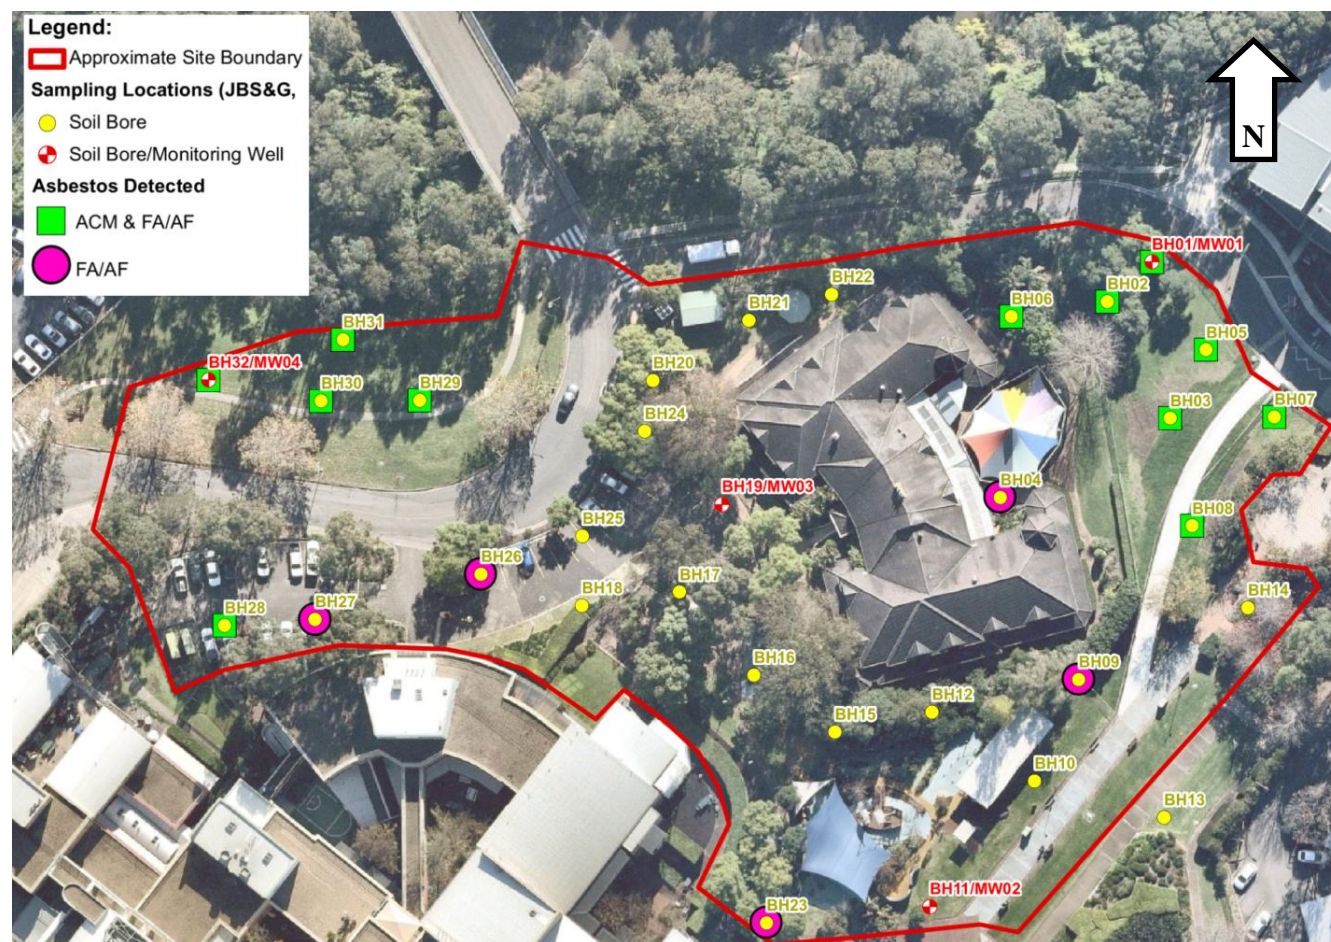 Legend:
Approximate Site Boundary
Sampling Locations (JBS&G,
Soil Bore
Soil Bore/Monitoring Well
Asbestos Detected
ACM & FA/AF
FA/AF
N
BH01/MW01
BH02
BH22
BH21
BH06
BH31
BH05
BH32/MW04
BH20
BH30
BH29
BH03
BH07
BH24
BH19/MW03
BH04
BH08
BH25
BH26
BH17
BH18
BH14
BH28
BH27
BH16
BH09
BH12
BH15
BH10
BH13
BH11/MW02
BH23